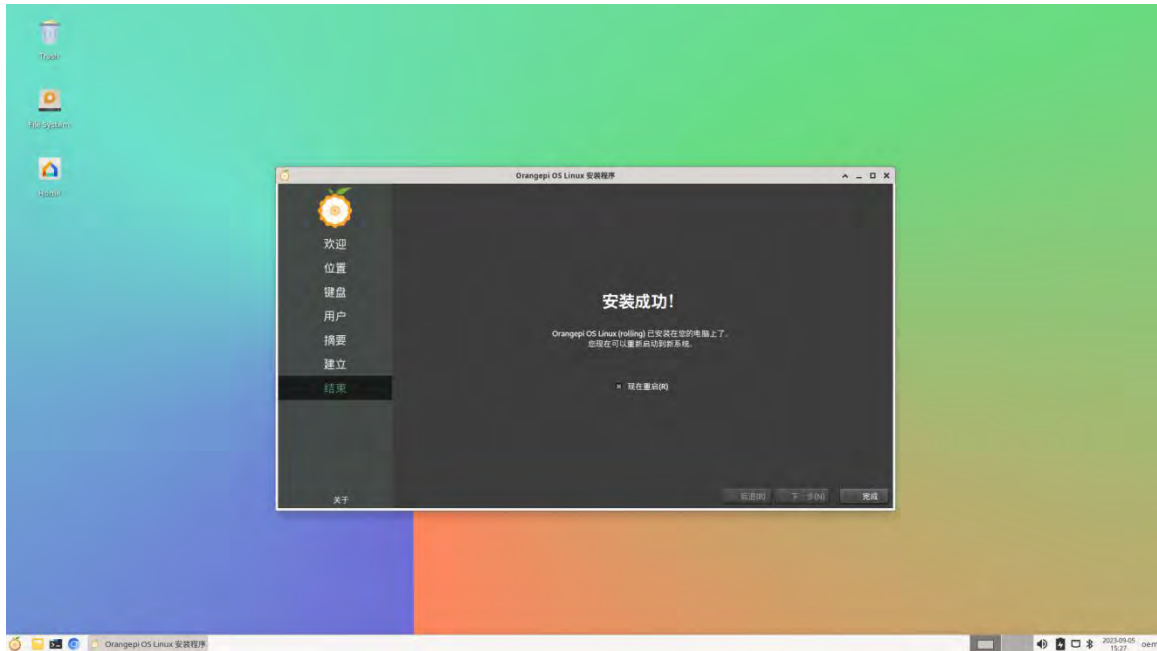 Trash
File System
Home
Orangepi OS Linux 安装程序
欢迎
位置
键盘
用户
摘要
建立
结束
关于
安装成功!
Orangepi OS Linux (rolling) 已安装在您的电脑上了.
您现在可以重新启动到新系统.
现在重启(R)
后退(B)
下一步(N)
完成
Orangepi OS Linux 安装程序
2023-09-05
15:27
oem